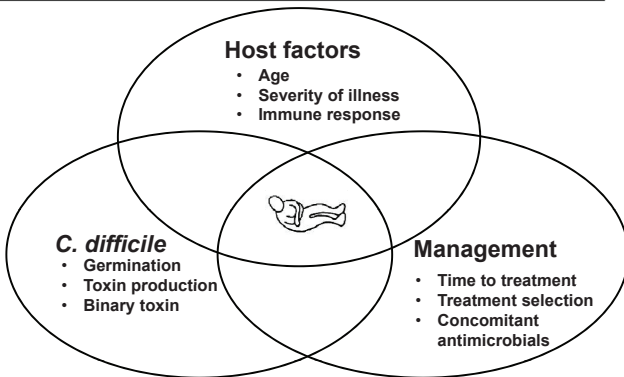 Host factors
• Age
• Severity of illness
• Immune response
C. difficile
• Germination
• Toxin production
• Binary toxin
Management
• Time to treatment
• Treatment selection
• Concomitant
antimicrobials